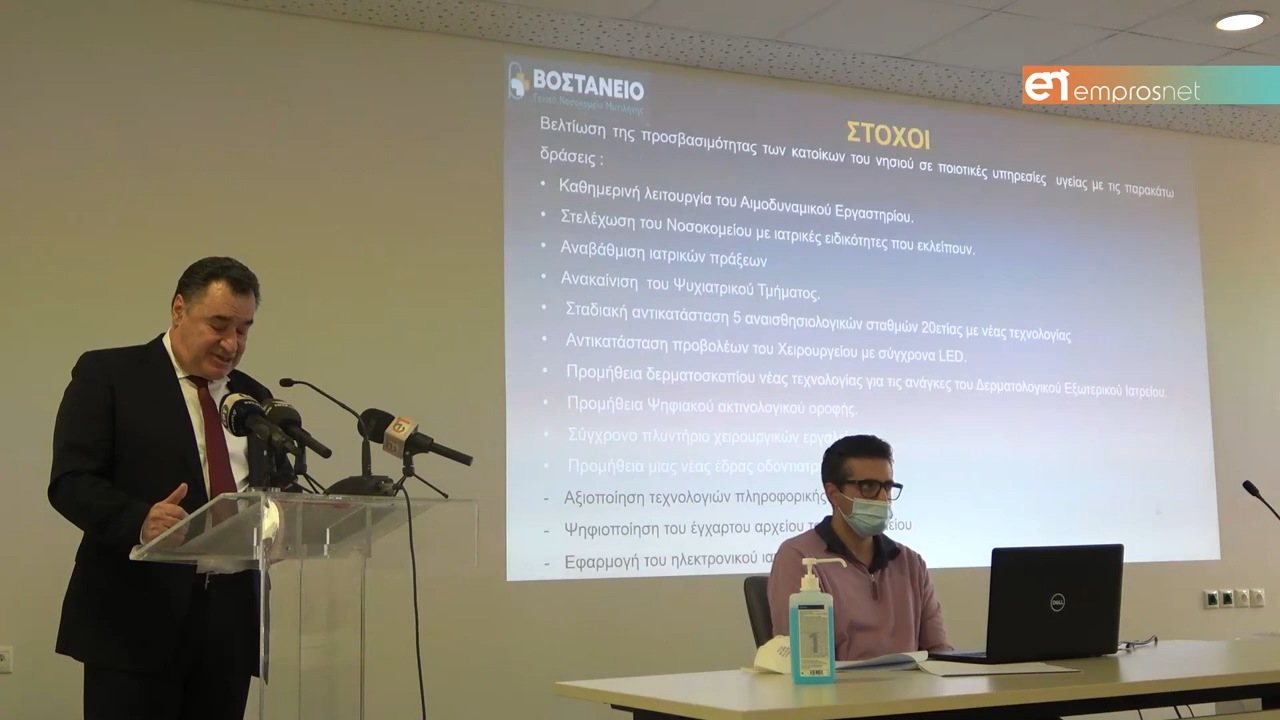 ΒΟΣΤΑΝΕΙΟ
Γενικό Νοσοκομείο Μυτιλήνης
emprosnet
ΣΤΟΧΟΙ
Βελτίωση της προσβασιμότητας των κατοίκων του νησιού σε ποιοτικές υπηρεσίες υγείας με τις παρακάτω
δράσεις ;
• Καθημερινή λειτουργία του Αιμοδυναμικού Εργαστηρίου.
• Στελέχωση του Νοσοκομείου με ιατρικές ειδικότητες που εκλείπουν.
• Αναβάθμιση ιατρικών πράξεων
• Ανακαίνιση του Ψυχιατρικού Τμήματος.
• Σταδιακή αντικατάσταση 5 αναισθησιολογικών σταθμών 20ετίας με νέας τεχνολογίας
• Αντικατάσταση προβολέων του Χειρουργείου με σύγχρονα LED.
• Προμήθεια δερματοσκοπίου νέας τεχνολογίας για τις ανάγκες του Δερματολογικού Εξωτερικού Ιατρείου.
• Προμήθεια Ψηφιακού ακτινολογικού οροφής.
• Σύγχρονο πλυντήριο χειρουργικών
• Προμήθεια μιας νέας έδρας
- Αξιοποίηση τεχνολογιών πληροφορικής
- Ψηφιοποίηση του έγχαρτου αρχείου
- Εφαρμογή του ηλεκτρονικού
DELL
1